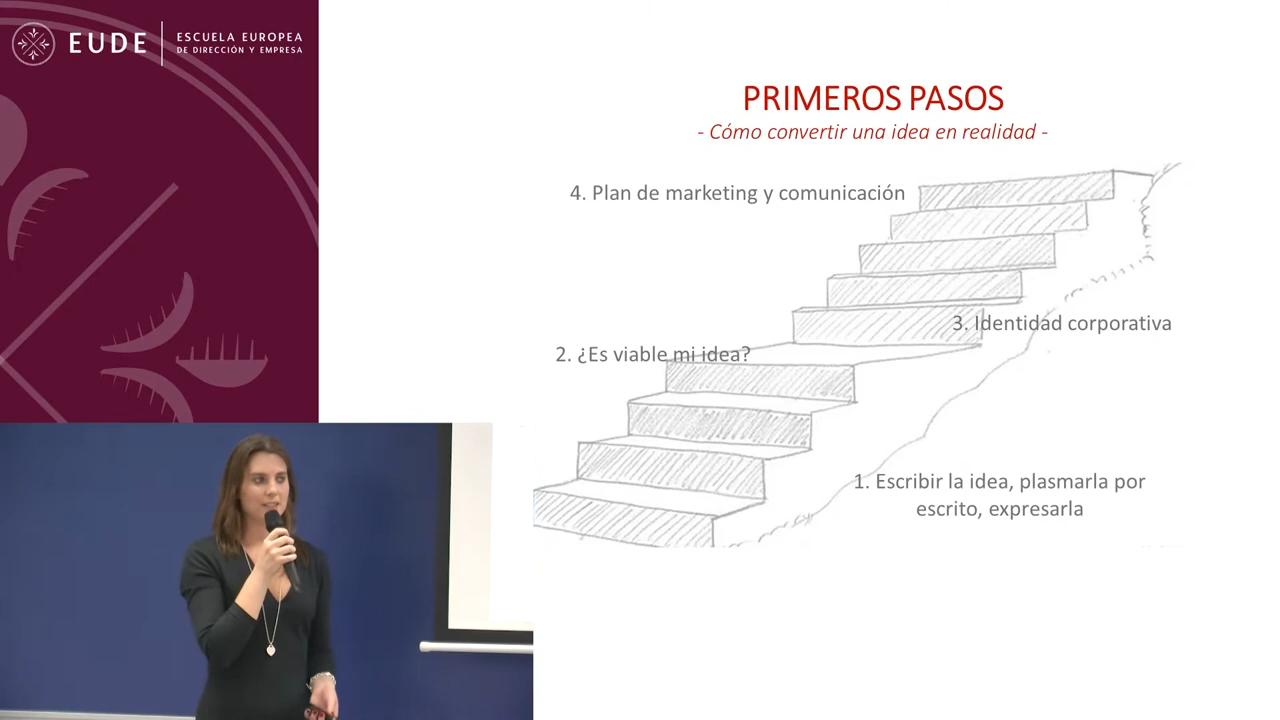 EUDE
ESCUELA EUROPEA
DE DIRECCIÓN Y EMPRESA
PRIMEROS PASOS
- Cómo convertir una idea en realidad -
4. Plan de marketing y comunicación
3. Identidad corporativa
2. ¿Es viable mi idea?
1. Escribir la idea, plasmarla por
escrito, expresarla